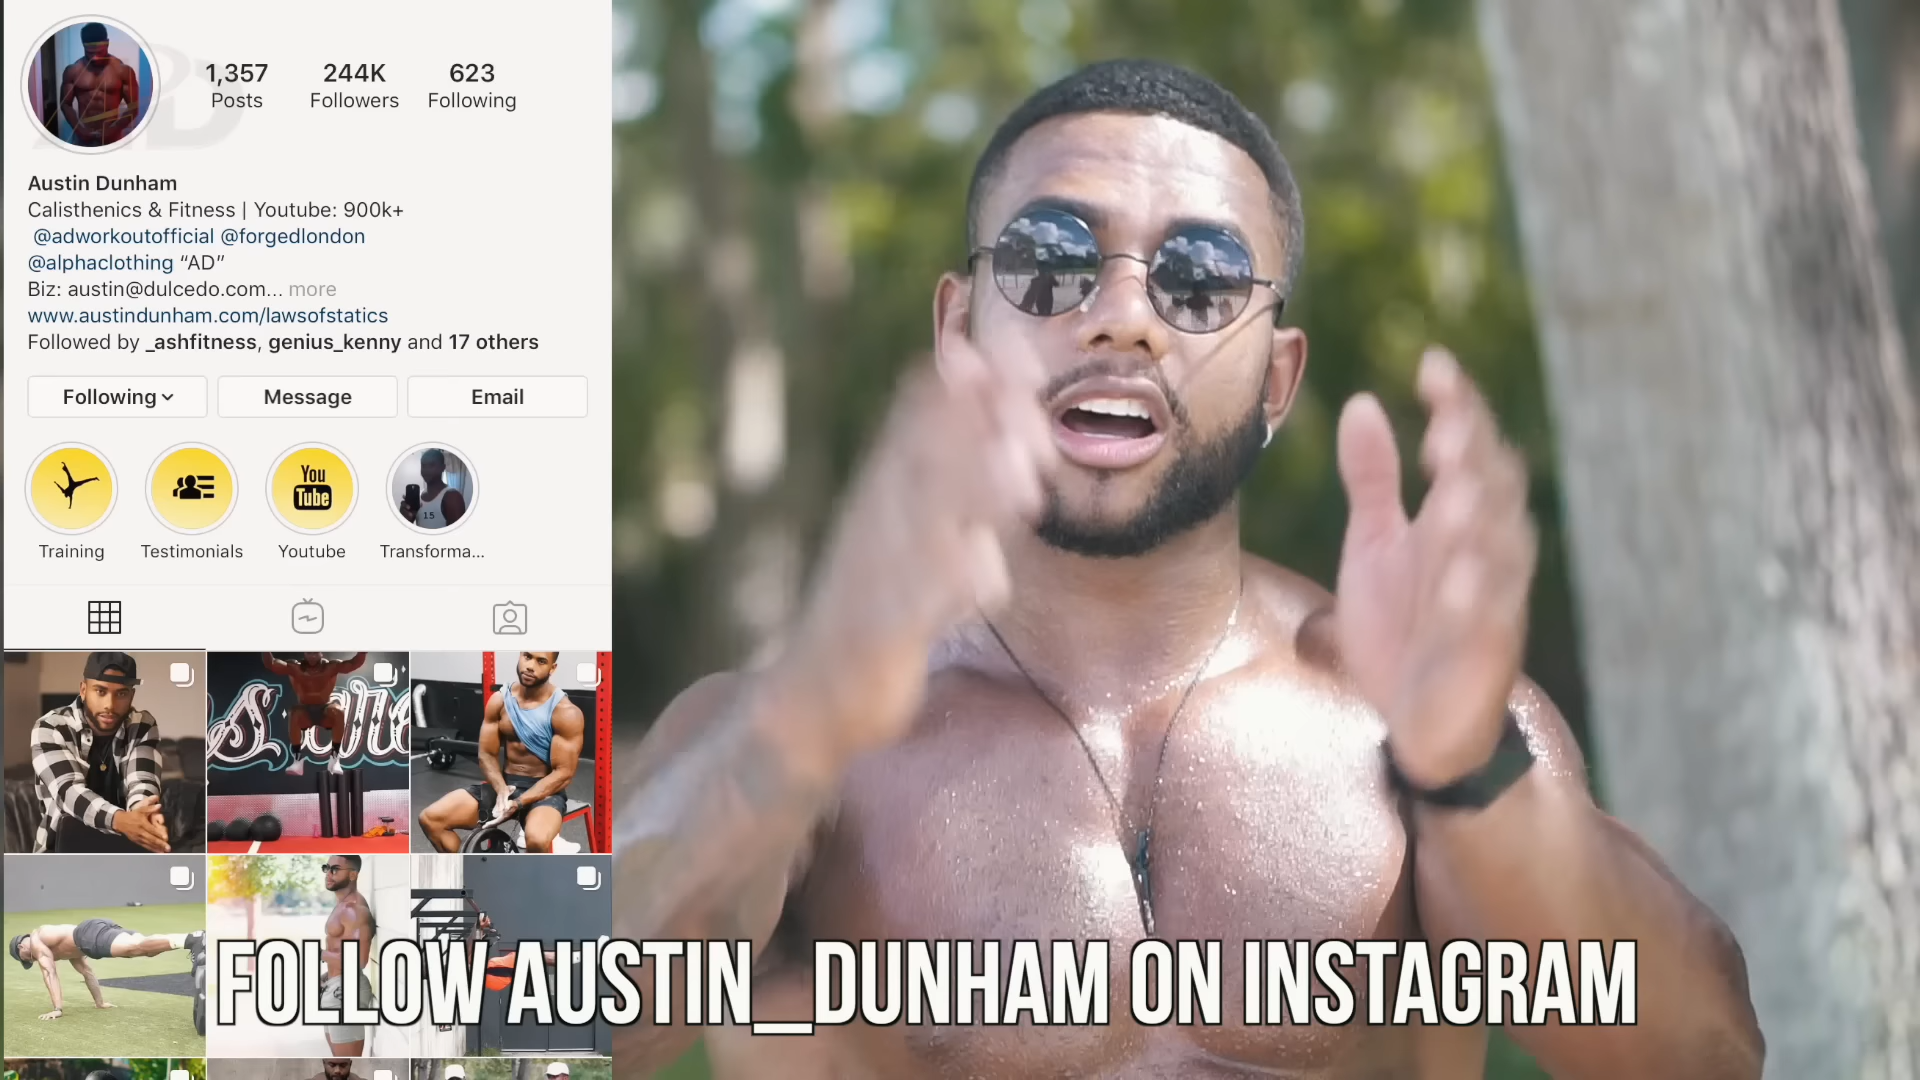 1,357 244K 623
Posts Followers Following
Austin Dunham
Calisthenics & Fitness | Youtube: 900k+
@adworkoutofficial @forgedlondon
@alphaclothing “AD”
Biz: austin@dulcedo.com... more
www.austindunham.com/lawsofstatics
Followed by _ashfitness, genius_kenny and 17 others
Following Message Email
You
Tube
15
Training Testimonials Youtube Transforma...
FOLLOW AUSTIN_DUNHAM ON INSTAGRAM